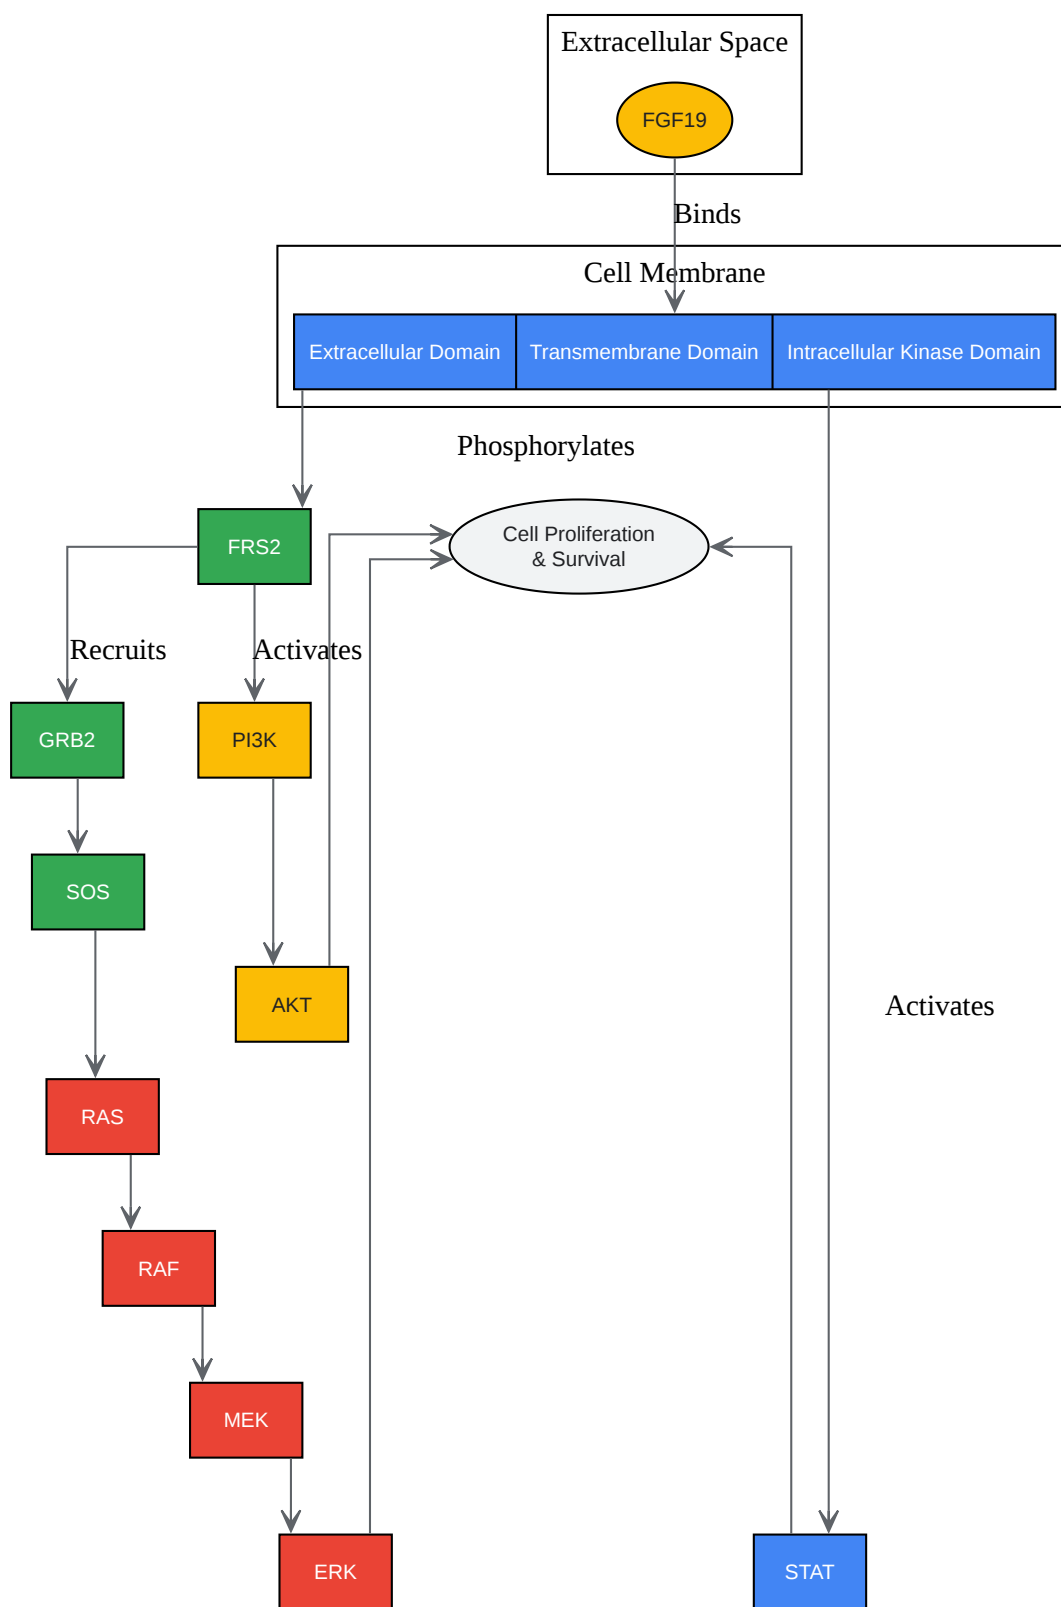 Extracellular Space
FGF19
Binds
Cell Membrane
Extracellular Domain
Transmembrane Domain
Intracellular Kinase Domain
Phosphorylates
FRS2
Cell Proliferation
& Survival
Recruits
Activates
GRB2
PI3K
SOS
AKT
Activates
RAS
RAF
MEK
ERK
STAT